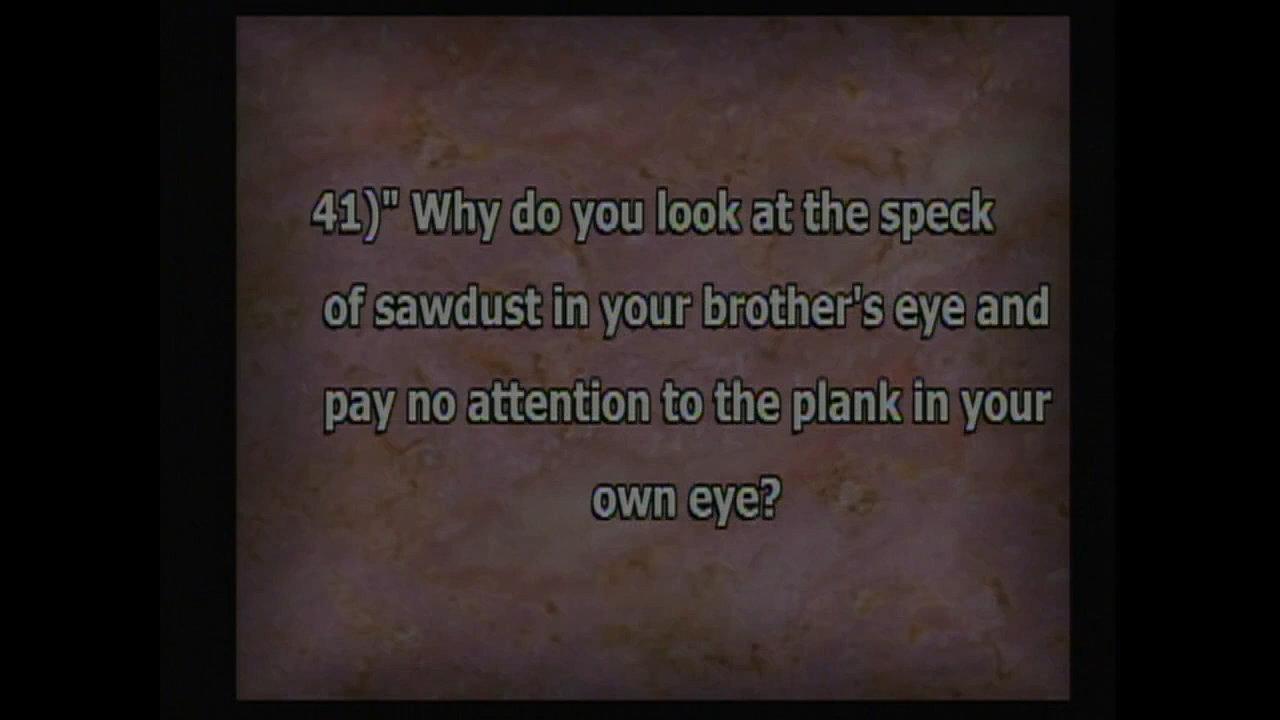 41)" Why do you look at the speck
of sawdust in your brother's eye and
pay no attention to the plank in your
own eye?